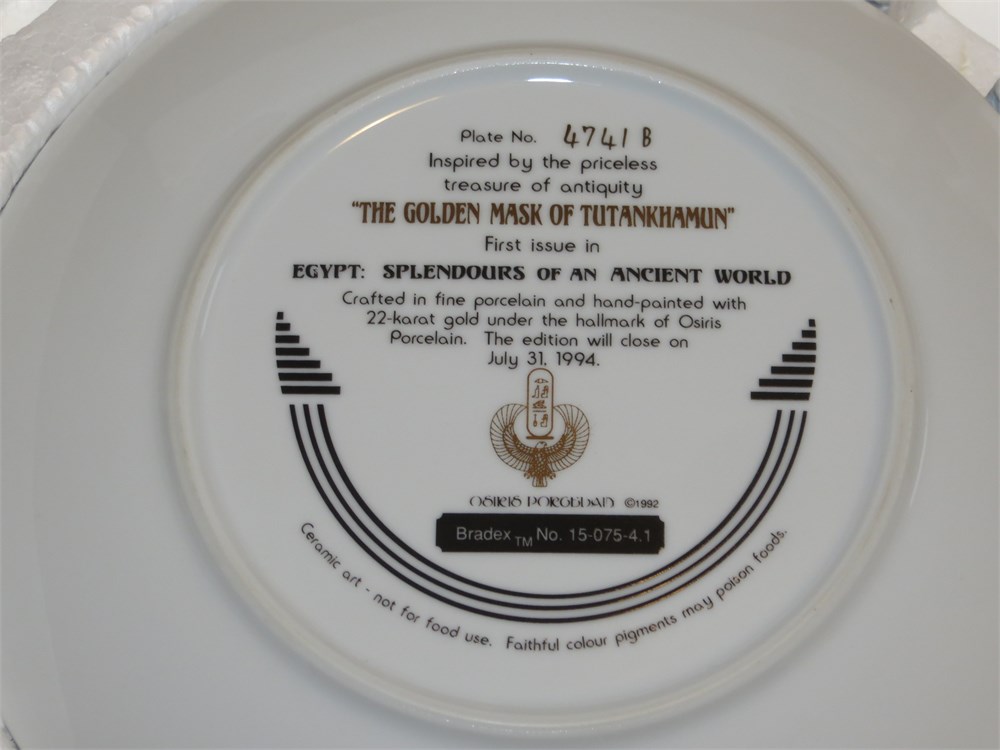 Plate No. 4741 B
Inspired by the priceless
treasure of antiquity
"THE GOLDEN MASK OF TUTANKHAMUN"
First issue in
EGYPT: SPLENDOURS OF AN ANCIENT WORLD
Crafted in fine porcelain and hand-painted with
22-karat gold under the hallmark of Osiris
Porcelain. The edition will close on
July 31, 1994.
OSIRIS PORCELAIN ©1992
Bradex TM No. 15-075-4.1
Ceramic art - not for food use. Faithful colour pigments may poison foods.